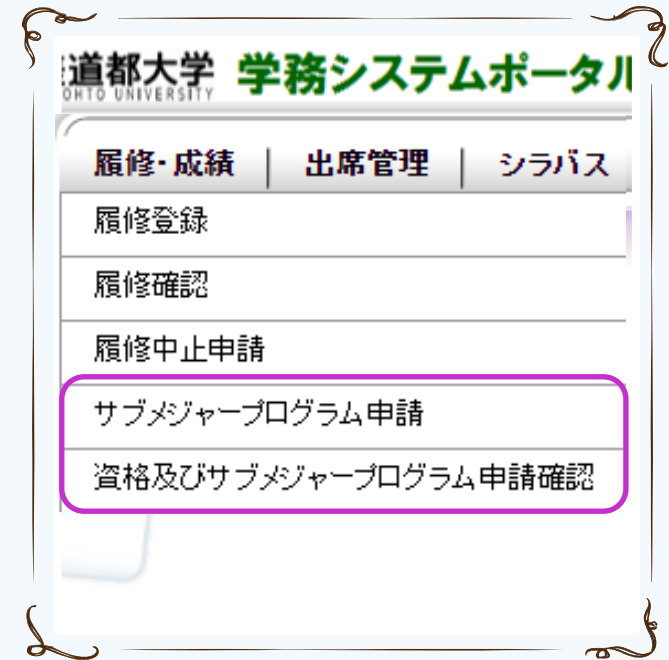 道都大学 学務システムポータル
OHTO UNIVERSITY
履修・成績 | 出席管理 | シラバス
履修登録
履修確認
履修中止申請
サブメジャープログラム申請
資格及びサブメジャープログラム申請確認